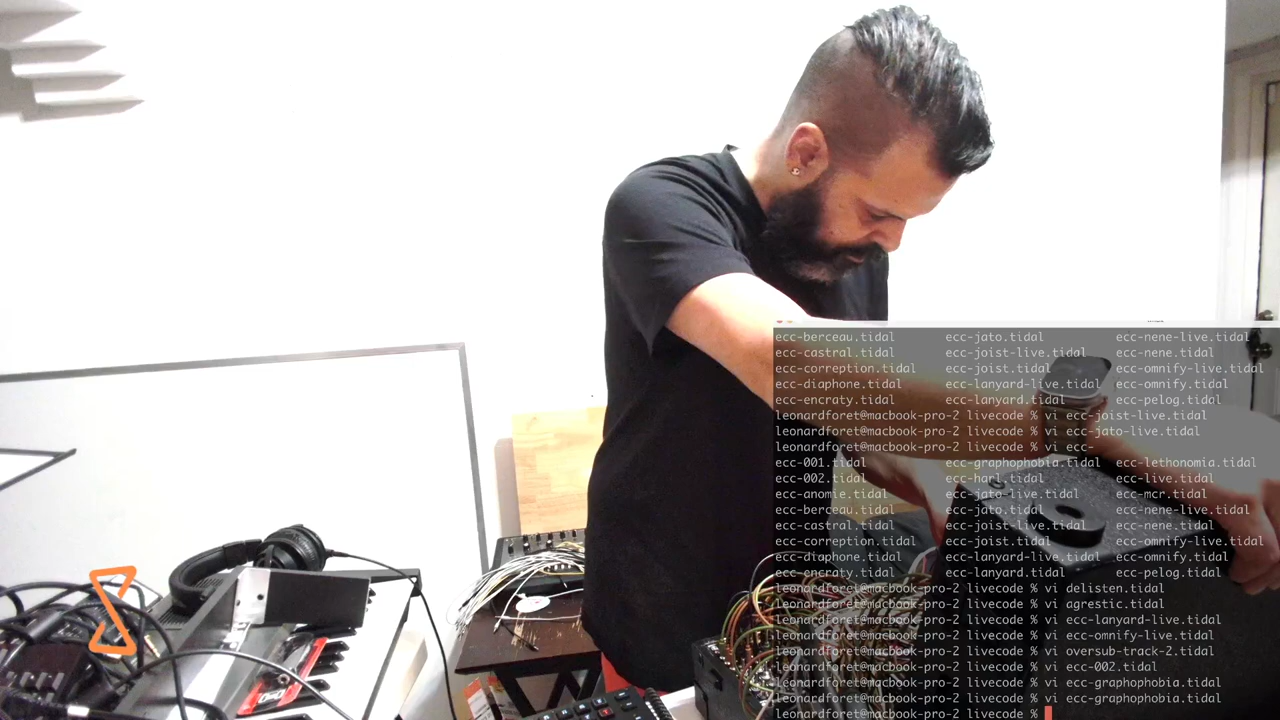 ecc-berceau.tidal ecc-jato.tidal ecc-nene-live.tidal
ecc-castral.tidal ecc-joist-live.tidal ecc-nene.tidal
ecc-correption.tidal ecc-joist.tidal ecc-omnify-live.tidal
ecc-diaphone.tidal ecc-lanyard-live.tidal ecc-omnify.tidal
ecc-encraty.tidal ecc-lanyard.tidal ecc-pelog.tidal
leonardforet@macbook-pro-2 livecode % vi ecc-joist-live.tidal
leonardforet@macbook-pro-2 livecode % vi ecc-jato-live.tidal
leonardforet@macbook-pro-2 livecode % vi ecc-
ecc-001.tidal ecc-graphophobia.tidal ecc-lethonomia.tidal
ecc-002.tidal ecc-harl.tidal ecc-live.tidal
ecc-anomie.tidal ecc-jato-live.tidal ecc-mcr.tidal
ecc-berceau.tidal ecc-jato.tidal ecc-nene-live.tidal
ecc-castral.tidal ecc-joist-live.tidal ecc-nene.tidal
ecc-correption.tidal ecc-joist.tidal ecc-omnify-live.tidal
ecc-diaphone.tidal ecc-lanyard-live.tidal ecc-omnify.tidal
ecc-encraty.tidal ecc-lanyard.tidal ecc-pelog.tidal
leonardforet@macbook-pro-2 livecode % vi delisten.tidal
leonardforet@macbook-pro-2 livecode % vi agrestic.tidal
leonardforet@macbook-pro-2 livecode % vi ecc-lanyard-live.tidal
leonardforet@macbook-pro-2 livecode % vi ecc-omnify-live.tidal
leonardforet@macbook-pro-2 livecode % vi oversub-track-2.tidal
leonardforet@macbook-pro-2 livecode % vi ecc-002.tidal
leonardforet@macbook-pro-2 livecode % vi ecc-graphophobia.tidal
leonardforet@macbook-pro-2 livecode % vi ecc-graphophobia.tidal
leonardforet@macbook-pro-2 livecode %